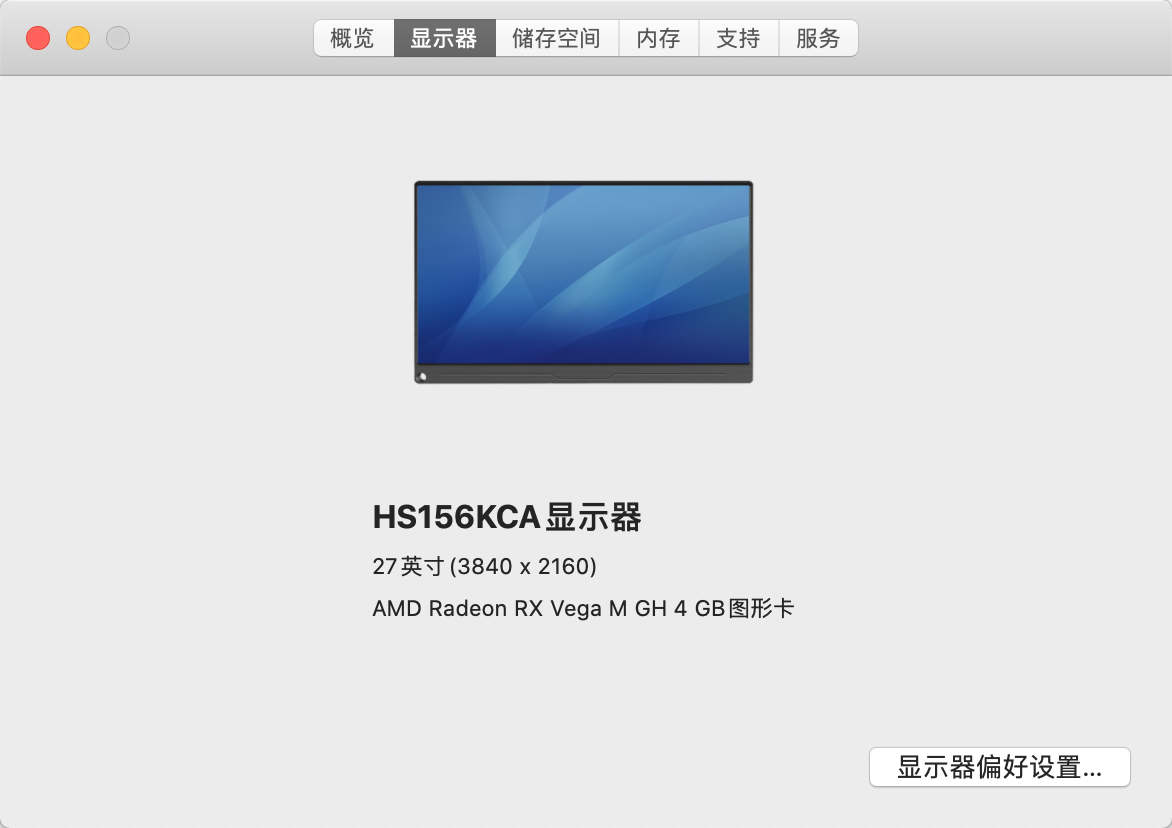 概览 显示器 储存空间 内存 支持 服务
HS156KCA显示器
27英寸 (3840 x 2160)
AMD Radeon RX Vega M GH 4 GB图形卡
显示器偏好设置...